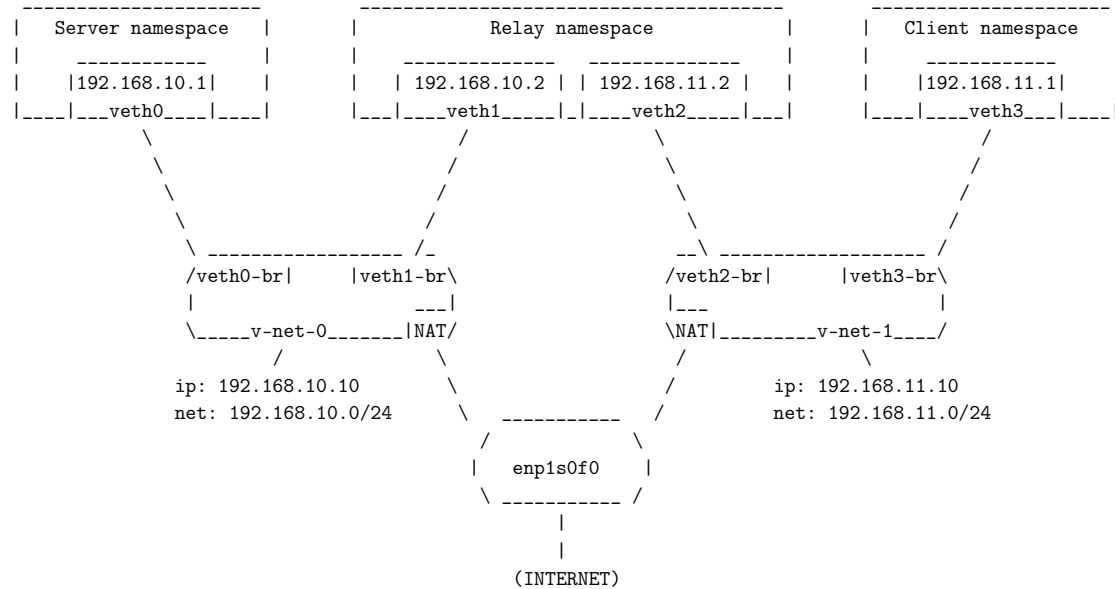 Server namespace Relay namespace Client namespace
192.168.10.1 192.168.10.2 192.168.11.2 192.168.11.1
veth0 veth1 veth2 veth3
veth0-br veth1-br veth2-br veth3-br
v-net-0 NAT NAT v-net-1
ip: 192.168.10.10 ip: 192.168.11.10
net: 192.168.10.0/24 net: 192.168.11.0/24
enp1s0f0
(INTERNET)